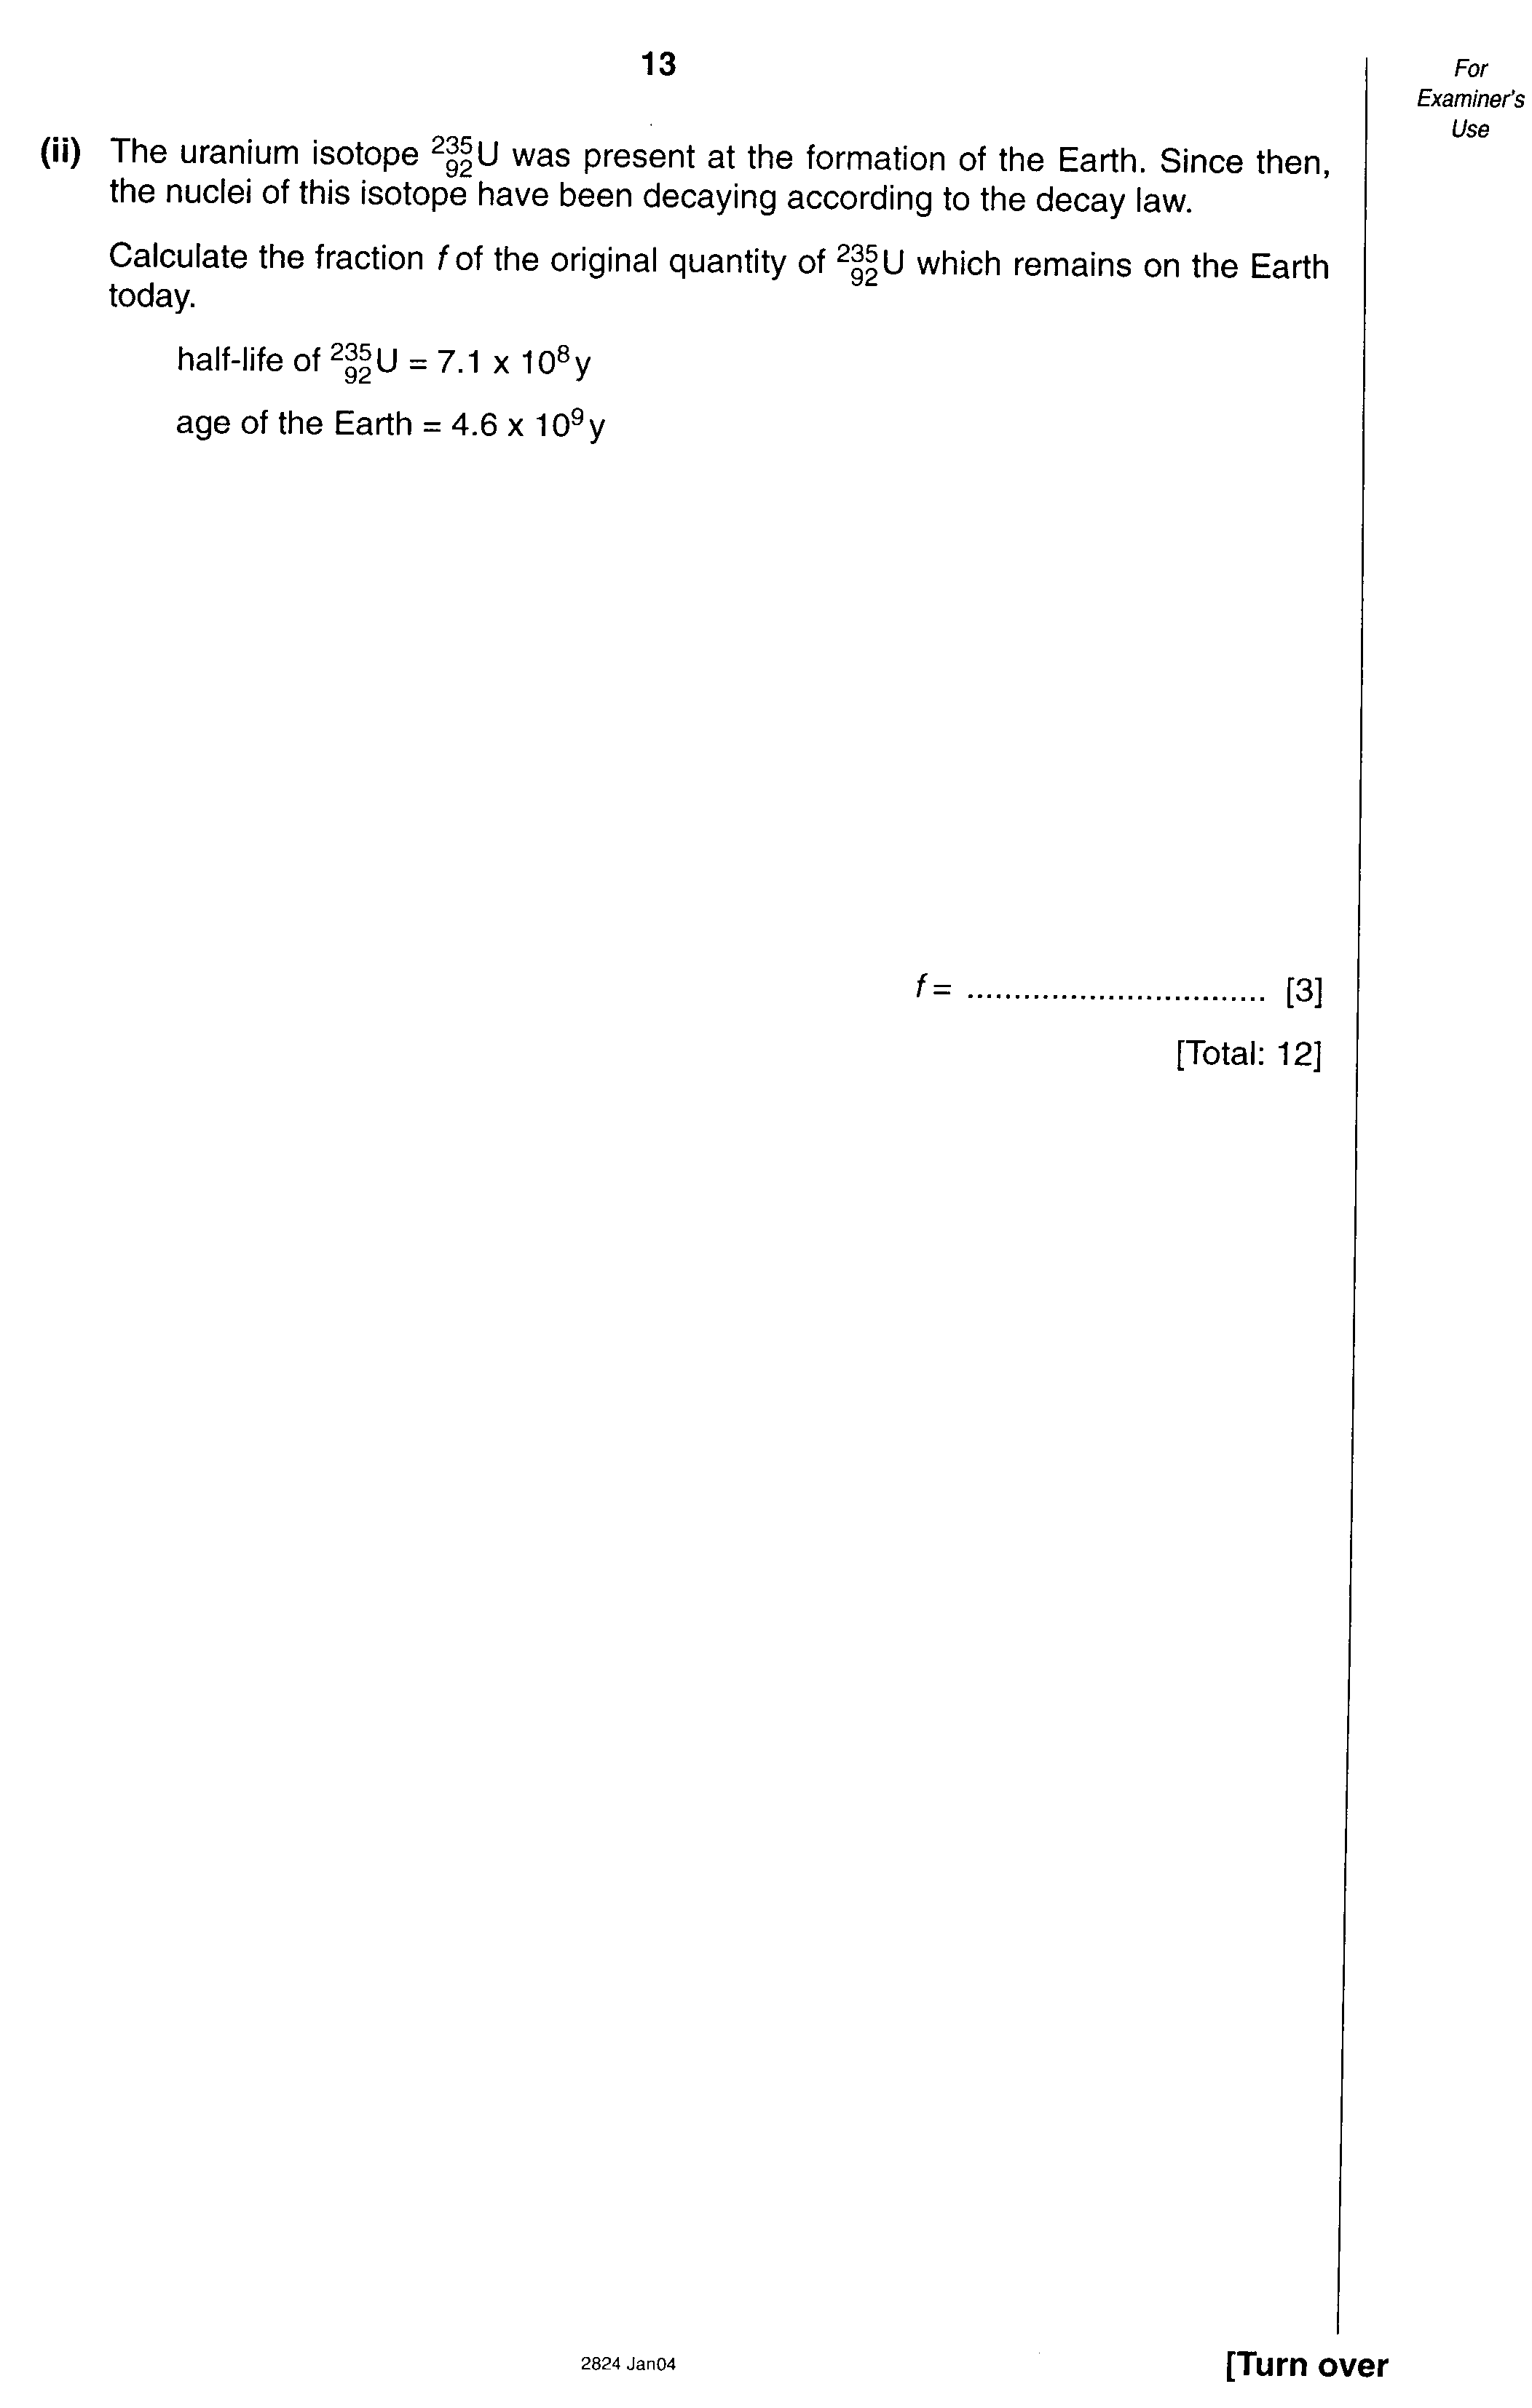 13
For
Examiner's
Use
(ii) The uranium isotope ²³⁵₉₂U was present at the formation of the Earth. Since then,
the nuclei of this isotope have been decaying according to the decay law.
Calculate the fraction f of the original quantity of ²³⁵₉₂U which remains on the Earth
today.
half-life of ²³⁵₉₂U = 7.1 x 10⁸ y
age of the Earth = 4.6 x 10⁹ y
f = ................................ [3]
[Total: 12]
2824 Jan04
[Turn over